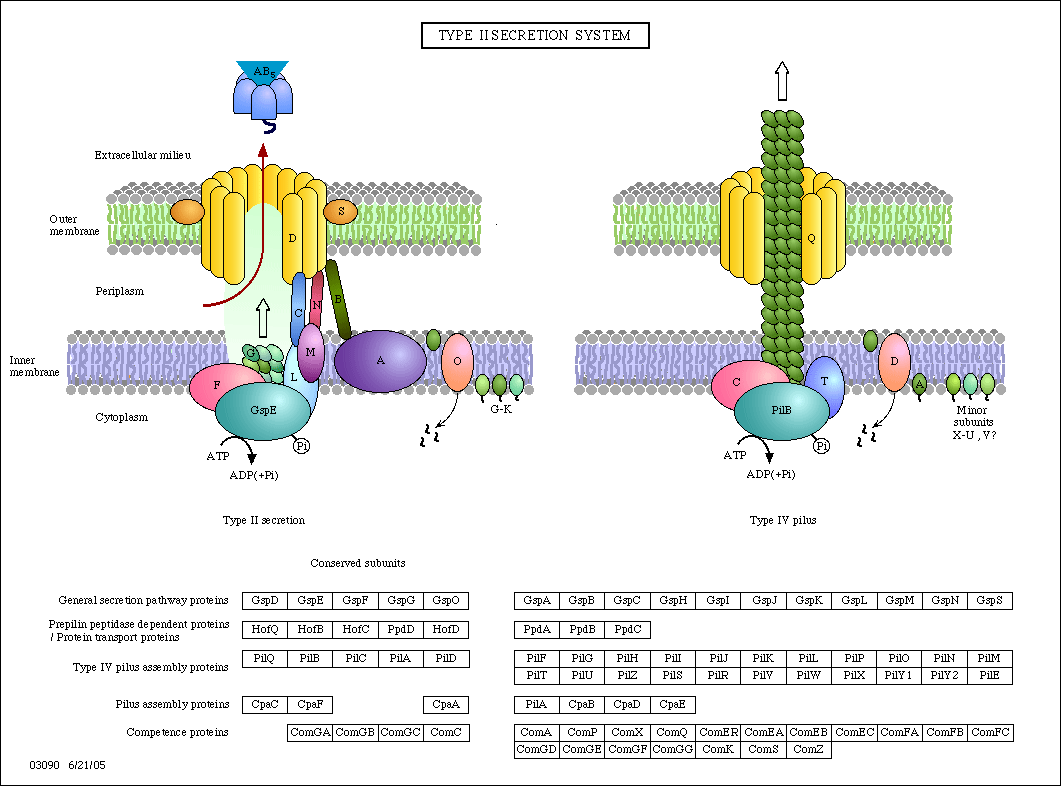 TYPE II SECRETION SYSTEM
AB5
Extracellular milieu
Outer
membrane
S
D
Q
Periplasm
C
N
B
Inner
membrane
G
M
A
O
F
L
GspE
G-K
Cytoplasm
Pi
ATP
ADP(+Pi)
C
T
D
A
PilB
Minor
subunits
X-U , V?
Pi
ATP
ADP(+Pi)
Type II secretion
Type IV pilus
Conserved subunits
General secretion pathway proteins GspD GspE GspF GspG GspO GspA GspB GspC GspH GspI GspJ GspK GspL GspM GspN GspS
Prepilin peptidase dependent proteins
/ Protein transport proteins
HofQ HofB HofC PpdD HofD PpdA PpdB PpdC
Type IV pilus assembly proteins
PilQ PilB PilC PilA PilD PilF PilG PilH PilI PilJ PilK PilL PilP PilO PilN PilM
PilT PilU PilZ PilS PilR PilV PilW PilX PilY1 PilY2 PilE
Pilus assembly proteins CpaC CpaF CpaA PilA CpaB CpaD CpaE
Competence proteins ComGA ComGB ComGC ComC ComA ComP ComX ComQ ComER ComEA ComEB ComEC ComFA ComFB ComFC
ComGD ComGE ComGF ComGG ComK ComS ComZ
03090 6/21/05